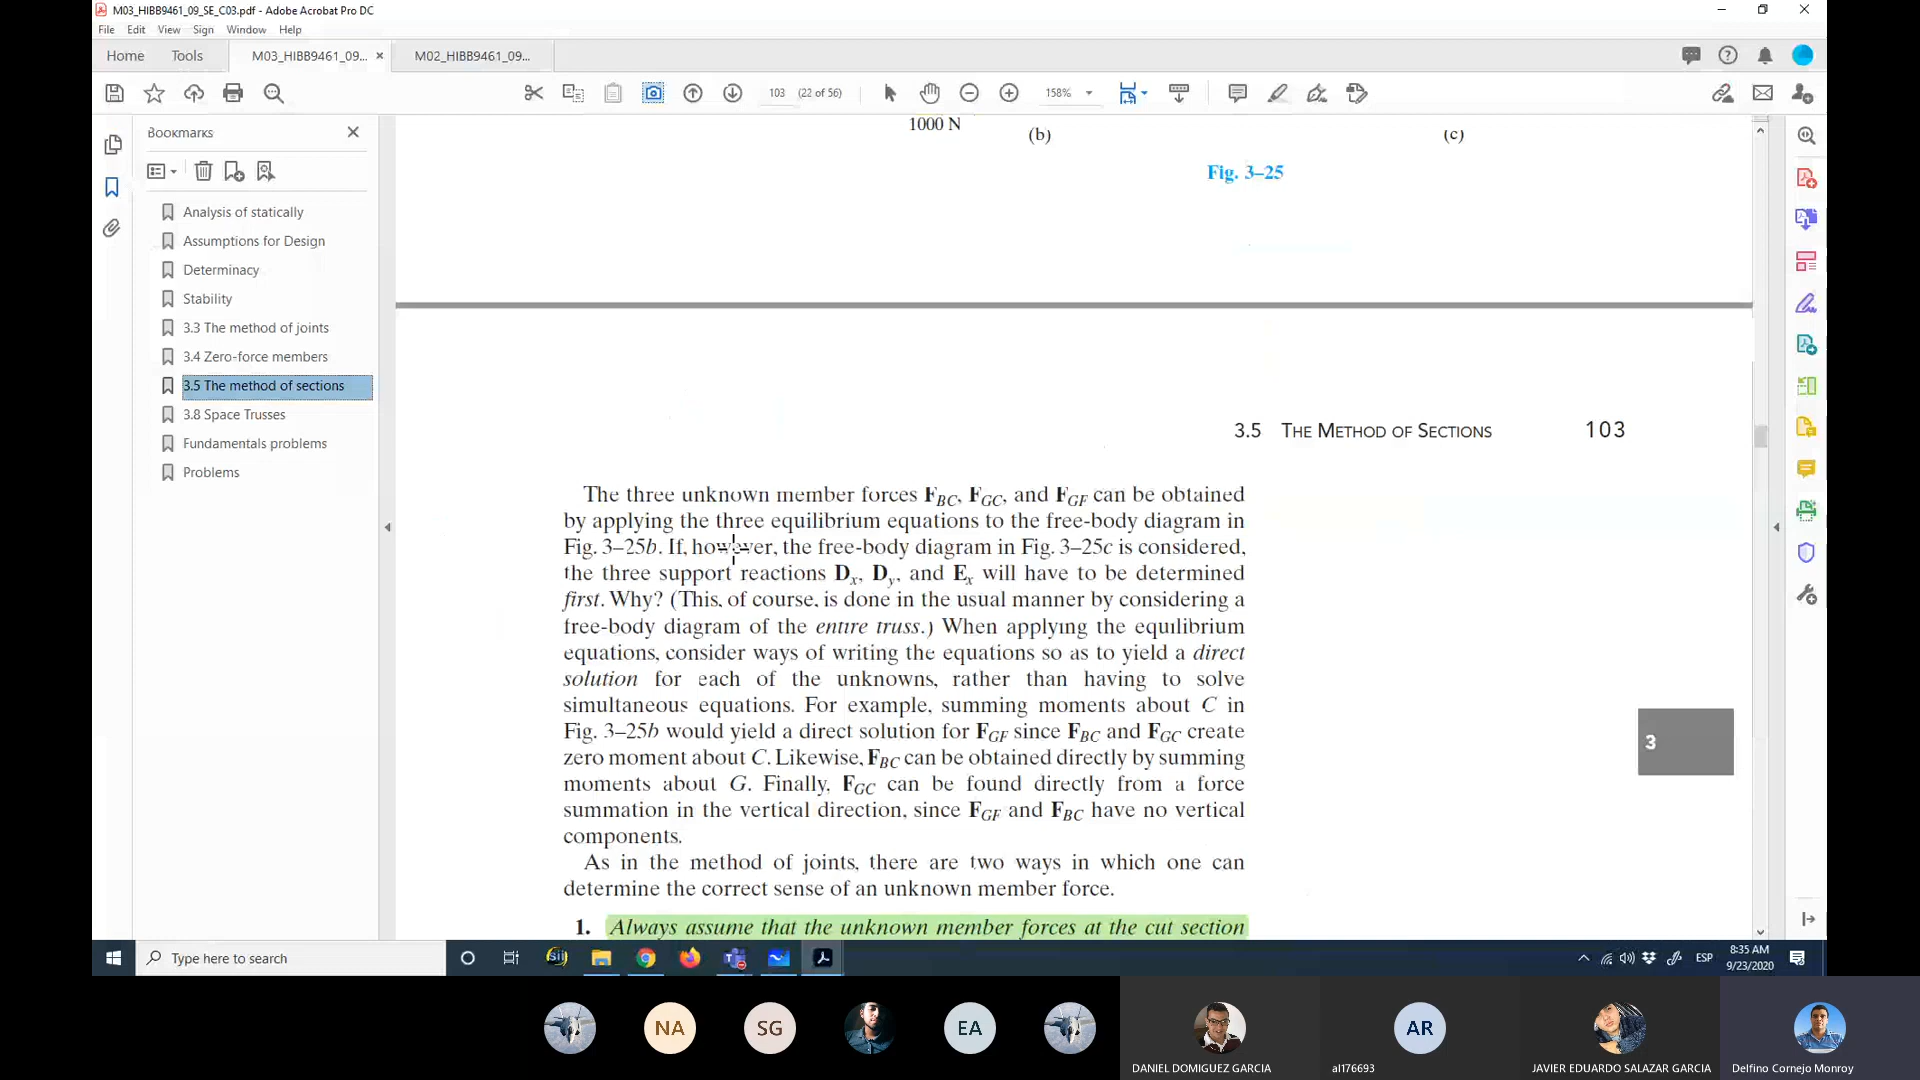 M03_HIBB9461_09_SE_C03.pdf - Adobe Acrobat Pro DC
File Edit View Sign Window Help
Home Tools M03_HIBB9461_09... × M02_HIBB9461_09...
103 (22 of 56) 158%
Bookmarks
Analysis of statically
Assumptions for Design
Determinacy
Stability
3.3 The method of joints
3.4 Zero-force members
3.5 The method of sections
3.8 Space Trusses
Fundamentals problems
Problems
1000 N
(b)
(c)
Fig. 3–25
3.5 THE METHOD OF SECTIONS 103
The three unknown member forces F_BC, F_GC, and F_GF can be obtained
by applying the three equilibrium equations to the free-body diagram in
Fig. 3–25b. If, however, the free-body diagram in Fig. 3–25c is considered,
the three support reactions D_x, D_y, and E_x will have to be determined
first. Why? (This, of course, is done in the usual manner by considering a
free-body diagram of the entire truss.) When applying the equilibrium
equations, consider ways of writing the equations so as to yield a direct
solution for each of the unknowns, rather than having to solve
simultaneous equations. For example, summing moments about C in
Fig. 3–25b would yield a direct solution for F_GF since F_BC and F_GC create
zero moment about C. Likewise, F_BC can be obtained directly by summing
moments about G. Finally, F_GC can be found directly from a force
summation in the vertical direction, since F_GF and F_BC have no vertical
components.
As in the method of joints, there are two ways in which one can
determine the correct sense of an unknown member force.
1. Always assume that the unknown member forces at the cut section
3
Type here to search
sii
ESP
8:35 AM
9/23/2020
NA
SG
EA
AR
DANIEL DOMIGUEZ GARCIA
al176693
JAVIER EDUARDO SALAZAR GARCIA
Delfino Cornejo Monroy